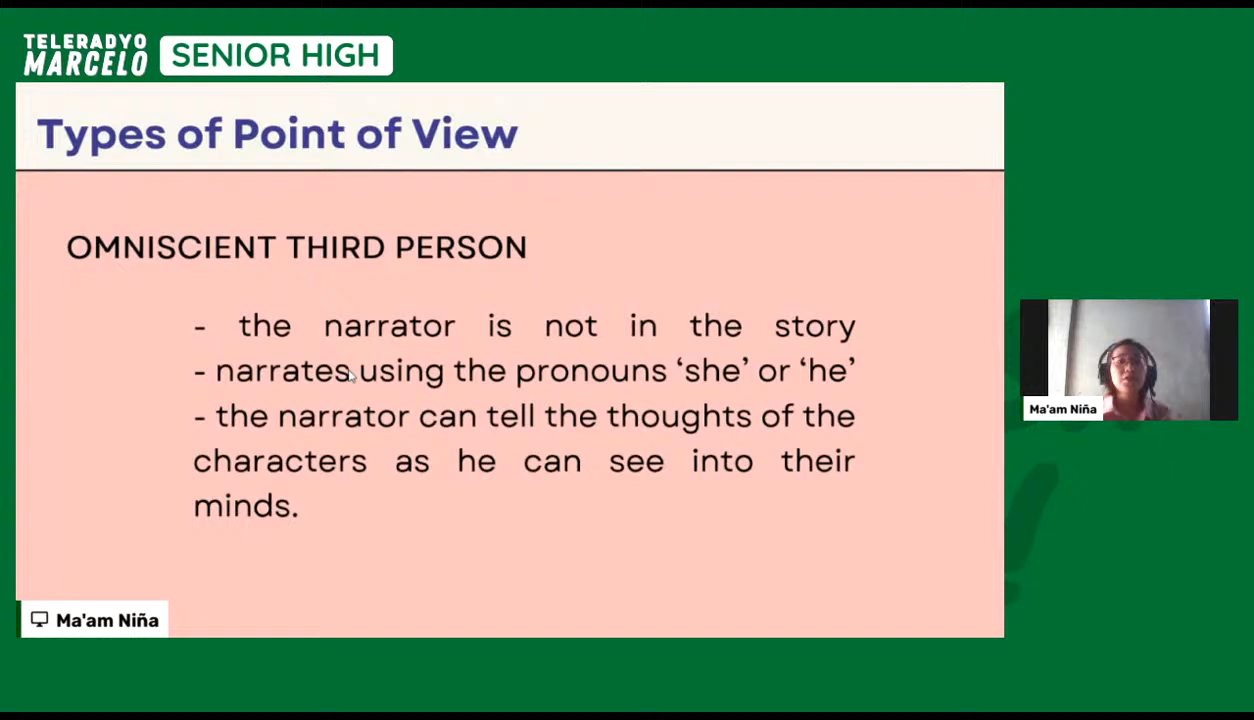 TELERADYO
MARCELO
SENIOR HIGH
Types of Point of View
OMNISCIENT THIRD PERSON
- the narrator is not in the story
- narrates using the pronouns ‘she’ or ‘he’
- the narrator can tell the thoughts of the
characters as he can see into their
minds.
Ma'am Niña
Ma'am Niña